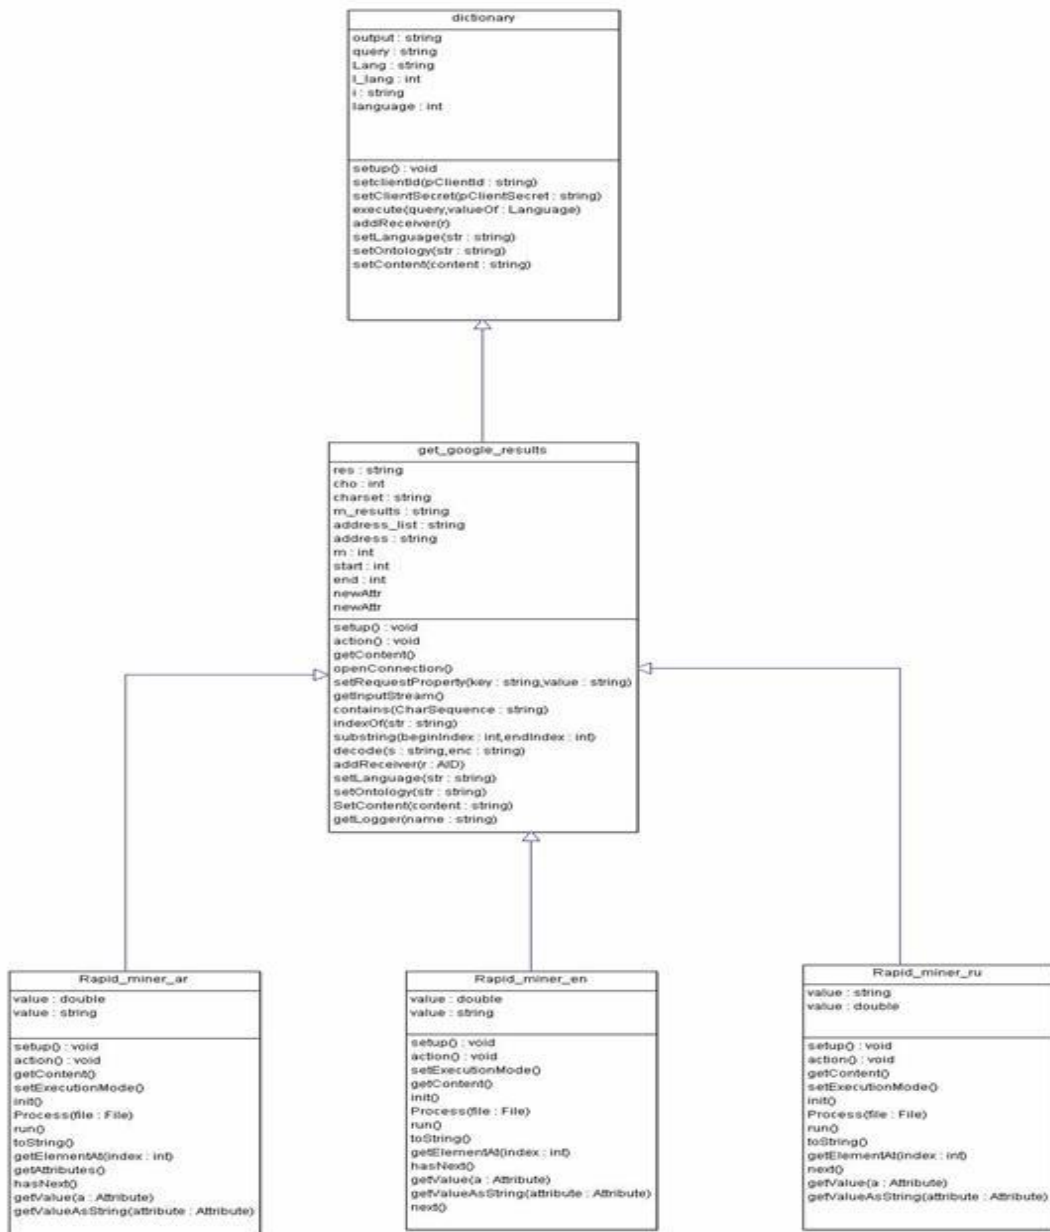 dictionary
output : string
query : string
Lang : string
l_lang : int
i : string
language : int
setup() : void
setclientId(pClientId : string)
setClientSecret(pClientSecret : string)
execute(query,valueOf : Language)
addReceiver(r)
setLanguage(str : string)
setOntology(str : string)
setContent(content : string)
get_google_results
res : string
cho : int
charset : string
m_results : string
address_list : string
address : string
m : int
start : int
end : int
newAttr
newAttr
setup() : void
action() : void
getContent()
openConnection()
setRequestProperty(key : string,value : string)
getInputStream()
contains(CharSequence : string)
indexOf(str : string)
substring(beginIndex : int,endIndex : int)
decode(s : string,enc : string)
addReceiver(r : AID)
setLanguage(str : string)
setOntology(str : string)
SetContent(content : string)
getLogger(name : string)
Rapid_miner_ar
value : double
value : string
setup() : void
action() : void
getContent()
setExecutionMode()
init()
Process(file : File)
run()
toString()
getElementAt(index : int)
getAttributes()
hasNext()
getValue(a : Attribute)
getValueAsString(attribute : Attribute)
Rapid_miner_en
value : double
value : string
setup() : void
action() : void
setExecutionMode()
getContent()
init()
Process(file : File)
run()
toString()
getElementAt(index : int)
hasNext()
getValue(a : Attribute)
getValueAsString(attribute : Attribute)
next()
Rapid_miner_ru
value : string
value : double
setup() : void
action() : void
getContent()
setExecutionMode()
init()
Process(file : File)
run()
toString()
getElementAt(index : int)
next()
getValue(a : Attribute)
getValueAsString(attribute : Attribute)